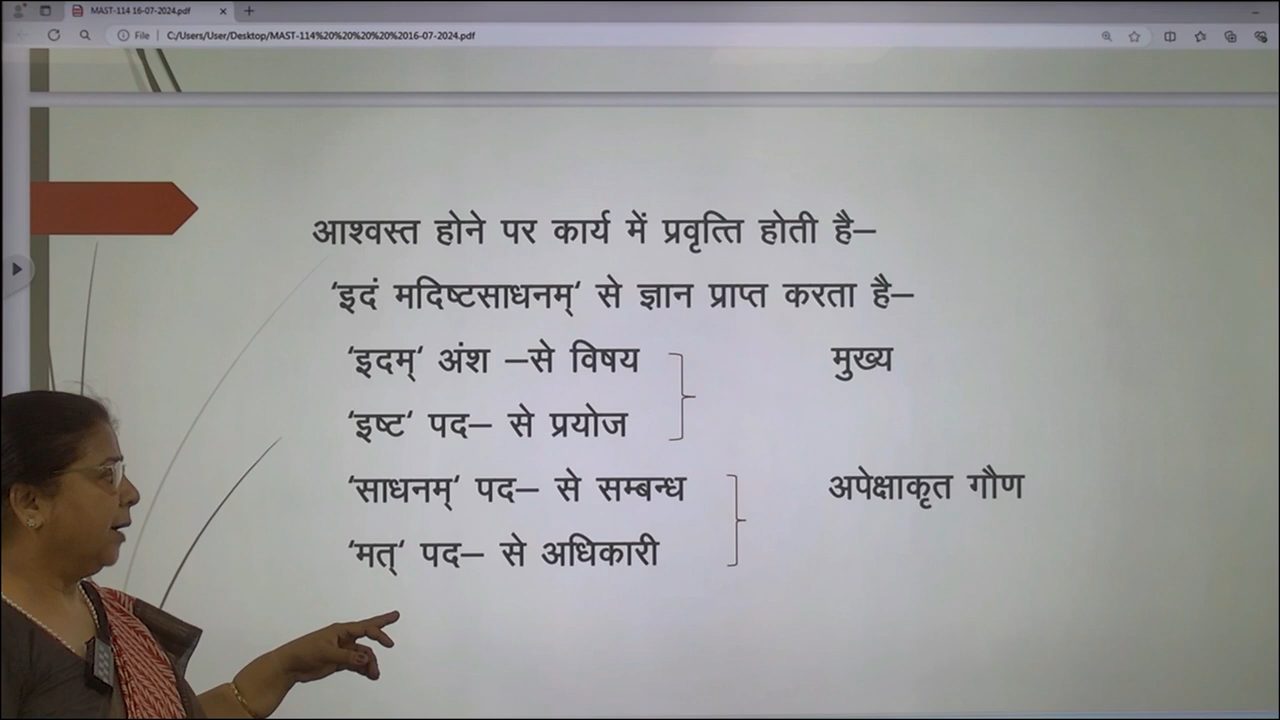 MAST-114 16-07-2024.pdf
File
C:/Users/User/Desktop/MAST-114%20%20%20%20%2016-07-2024.pdf
आश्वस्त होने पर कार्य में प्रवृत्ति होती है–
‘इदं मदिष्टसाधनम्‘ से ज्ञान प्राप्त करता है–
‘इदम्‘ अंश –से विषय मुख्य
‘इष्ट‘ पद– से प्रयोज
‘साधनम्‘ पद– से सम्बन्ध अपेक्षाकृत गौण
‘मत्‘ पद– से अधिकारी